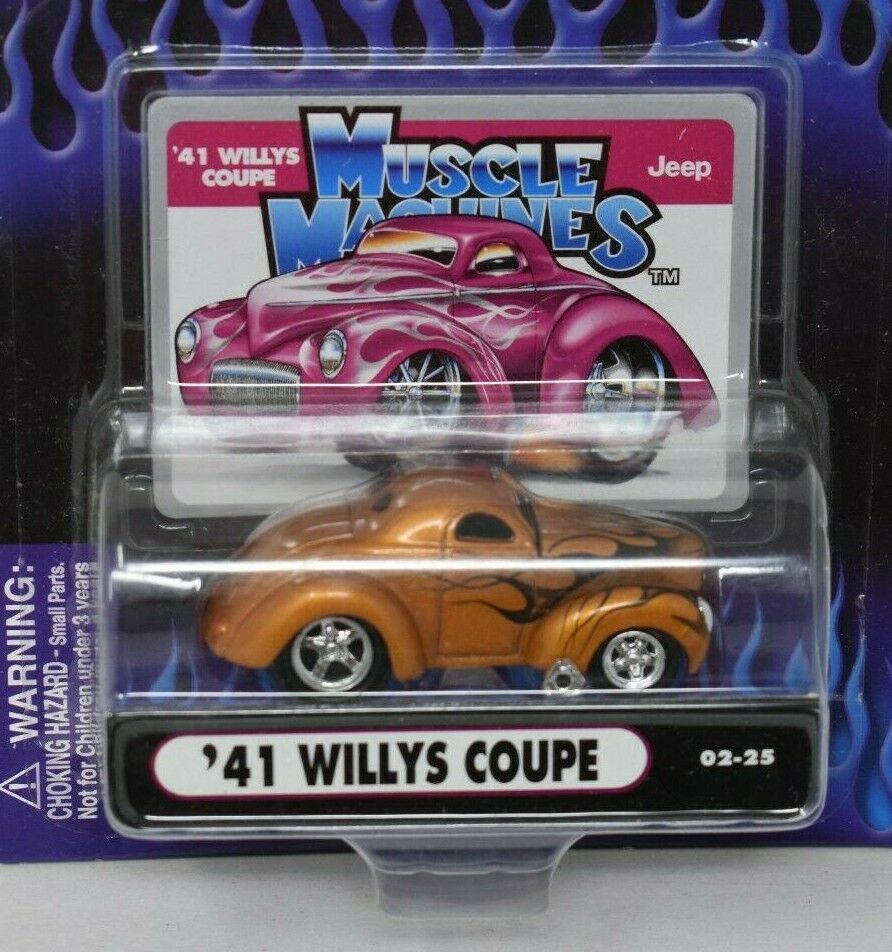 '41 WILLYS
COUPE
MUSCLE
MACHINES
TM
Jeep
WARNING:
CHOKING HAZARD - Small Parts.
Not for Children under 3 years
'41 WILLYS COUPE
02-25